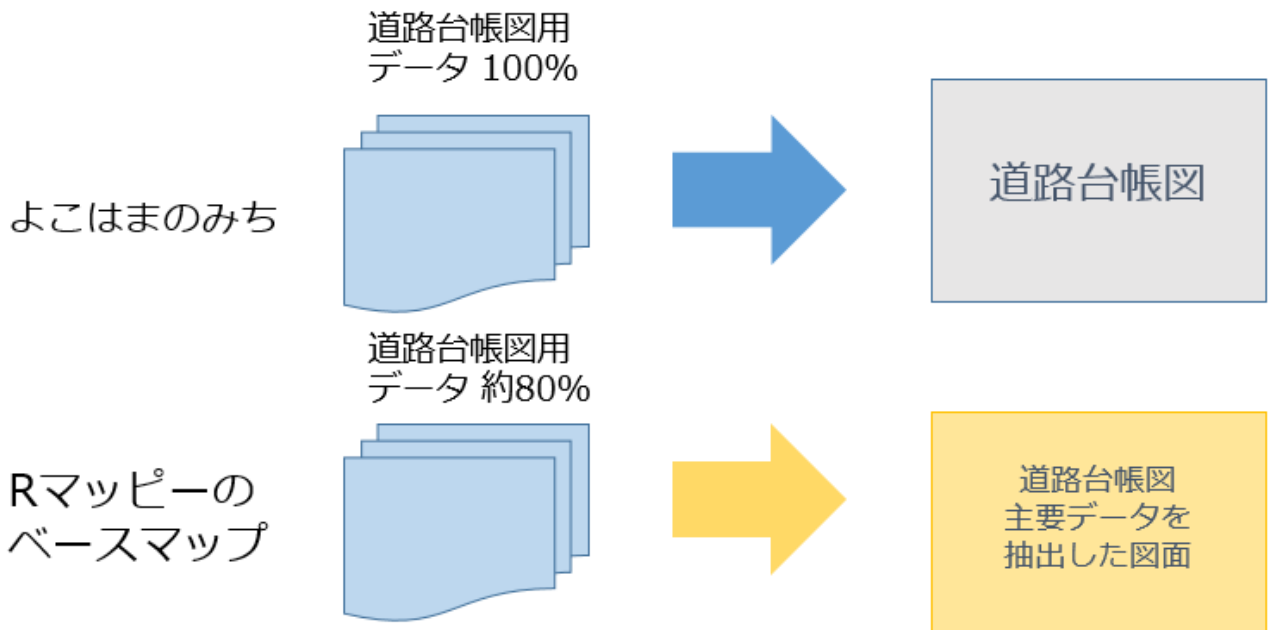 道路台帳図用
データ 100%
よこはまのみち
道路台帳図
道路台帳図用
データ 約80%
Rマッピーの
ベースマップ
道路台帳図
主要データを
抽出した図面